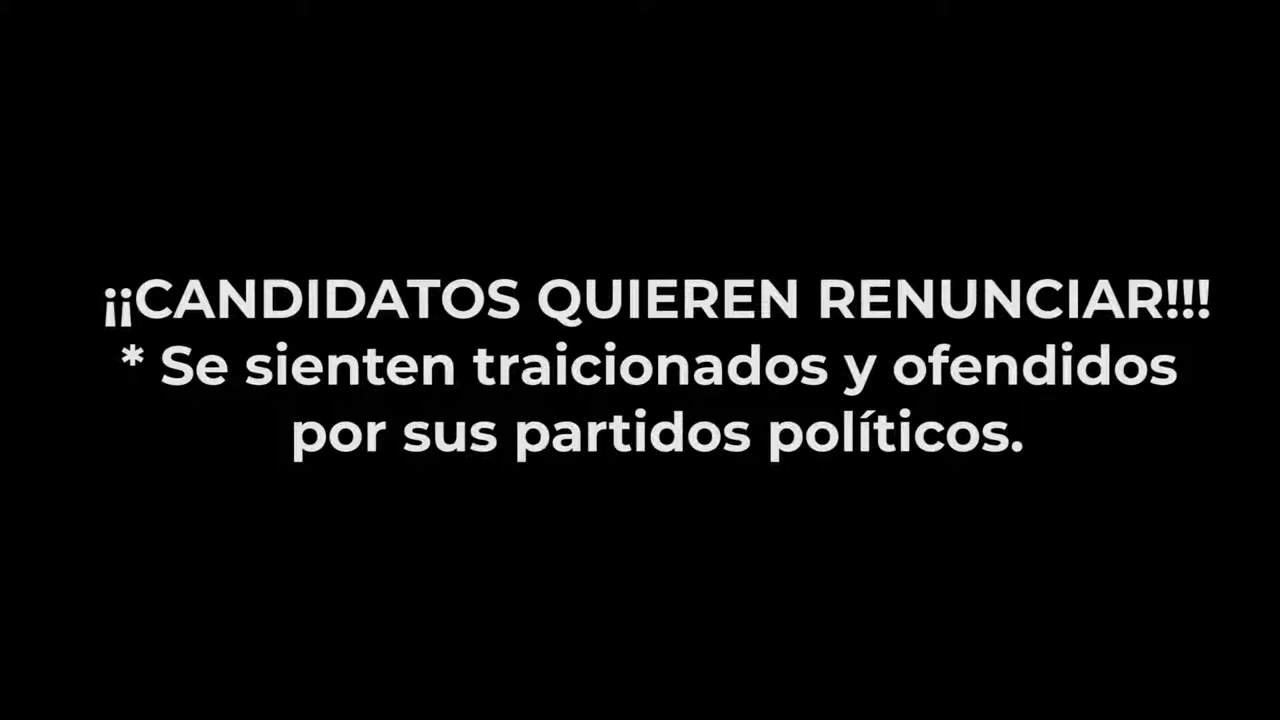 ¡¡CANDIDATOS QUIEREN RENUNCIAR!!!
* Se sienten traicionados y ofendidos
por sus partidos políticos.